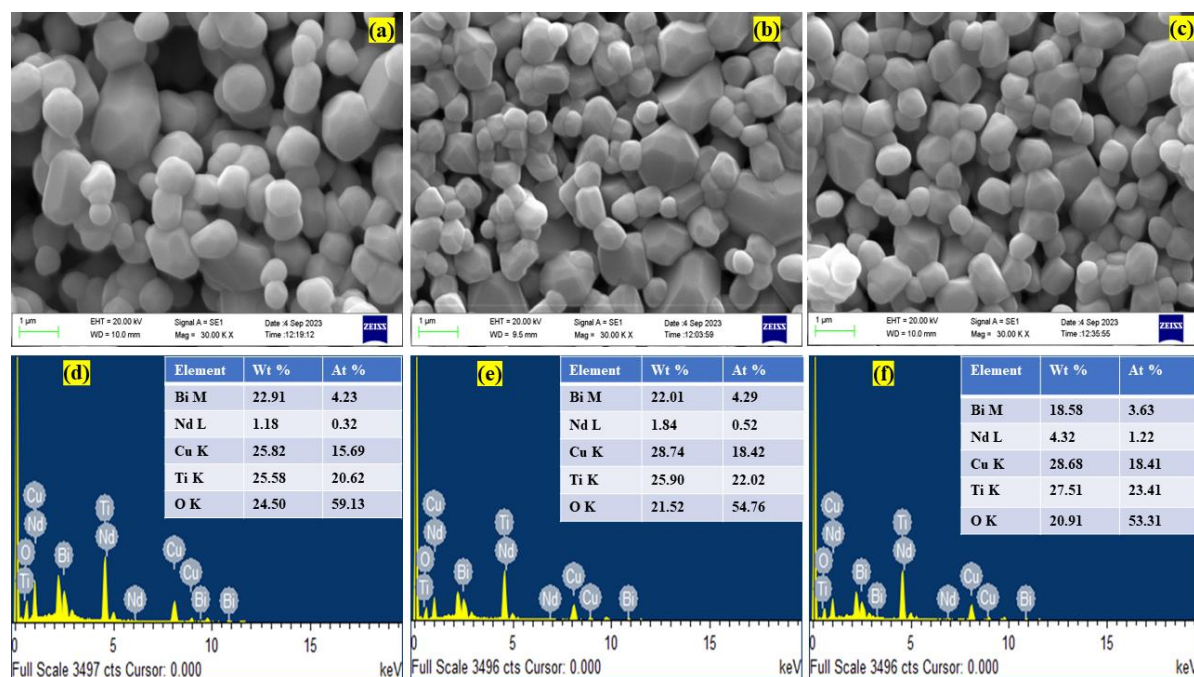 (a)
1 µm
EHT = 20.00 kV
Signal A = SE1
Date :4 Sep 2023
WD = 10.0 mm
Mag = 30.00 K X
Time :12:19:12
ZEISS
(b)
1 µm
EHT = 20.00 kV
Signal A = SE1
Date :4 Sep 2023
WD = 9.5 mm
Mag = 30.00 K X
Time :12:03:59
ZEISS
(c)
1 µm
EHT = 20.00 kV
Signal A = SE1
Date :4 Sep 2023
WD = 10.0 mm
Mag = 30.00 K X
Time :12:35:55
ZEISS
(d)
Element Wt % At %
Bi M 22.91 4.23
Nd L 1.18 0.32
Cu K 25.82 15.69
Ti K 25.58 20.62
O K 24.50 59.13
Cu
Nd
O
Ti
Bi
Ti
Nd
Nd
Cu
Cu
Bi
Bi
5 10 15
Full Scale 3497 cts Cursor: 0.000 keV
(e)
Element Wt % At %
Bi M 22.01 4.29
Nd L 1.84 0.52
Cu K 28.74 18.42
Ti K 25.90 22.02
O K 21.52 54.76
Cu
Nd
O
Ti
Bi
Ti
Nd
Nd
Cu
Cu
Bi
5 10 15
Full Scale 3496 cts Cursor: 0.000 keV
(f)
Element Wt % At %
Bi M 18.58 3.63
Nd L 4.32 1.22
Cu K 28.68 18.41
Ti K 27.51 23.41
O K 20.91 53.31
Cu
Nd
O
Ti
Bi
Bi
Ti
Nd
Nd
Cu
Cu
Bi
5 10 15
Full Scale 3496 cts Cursor: 0.000 keV